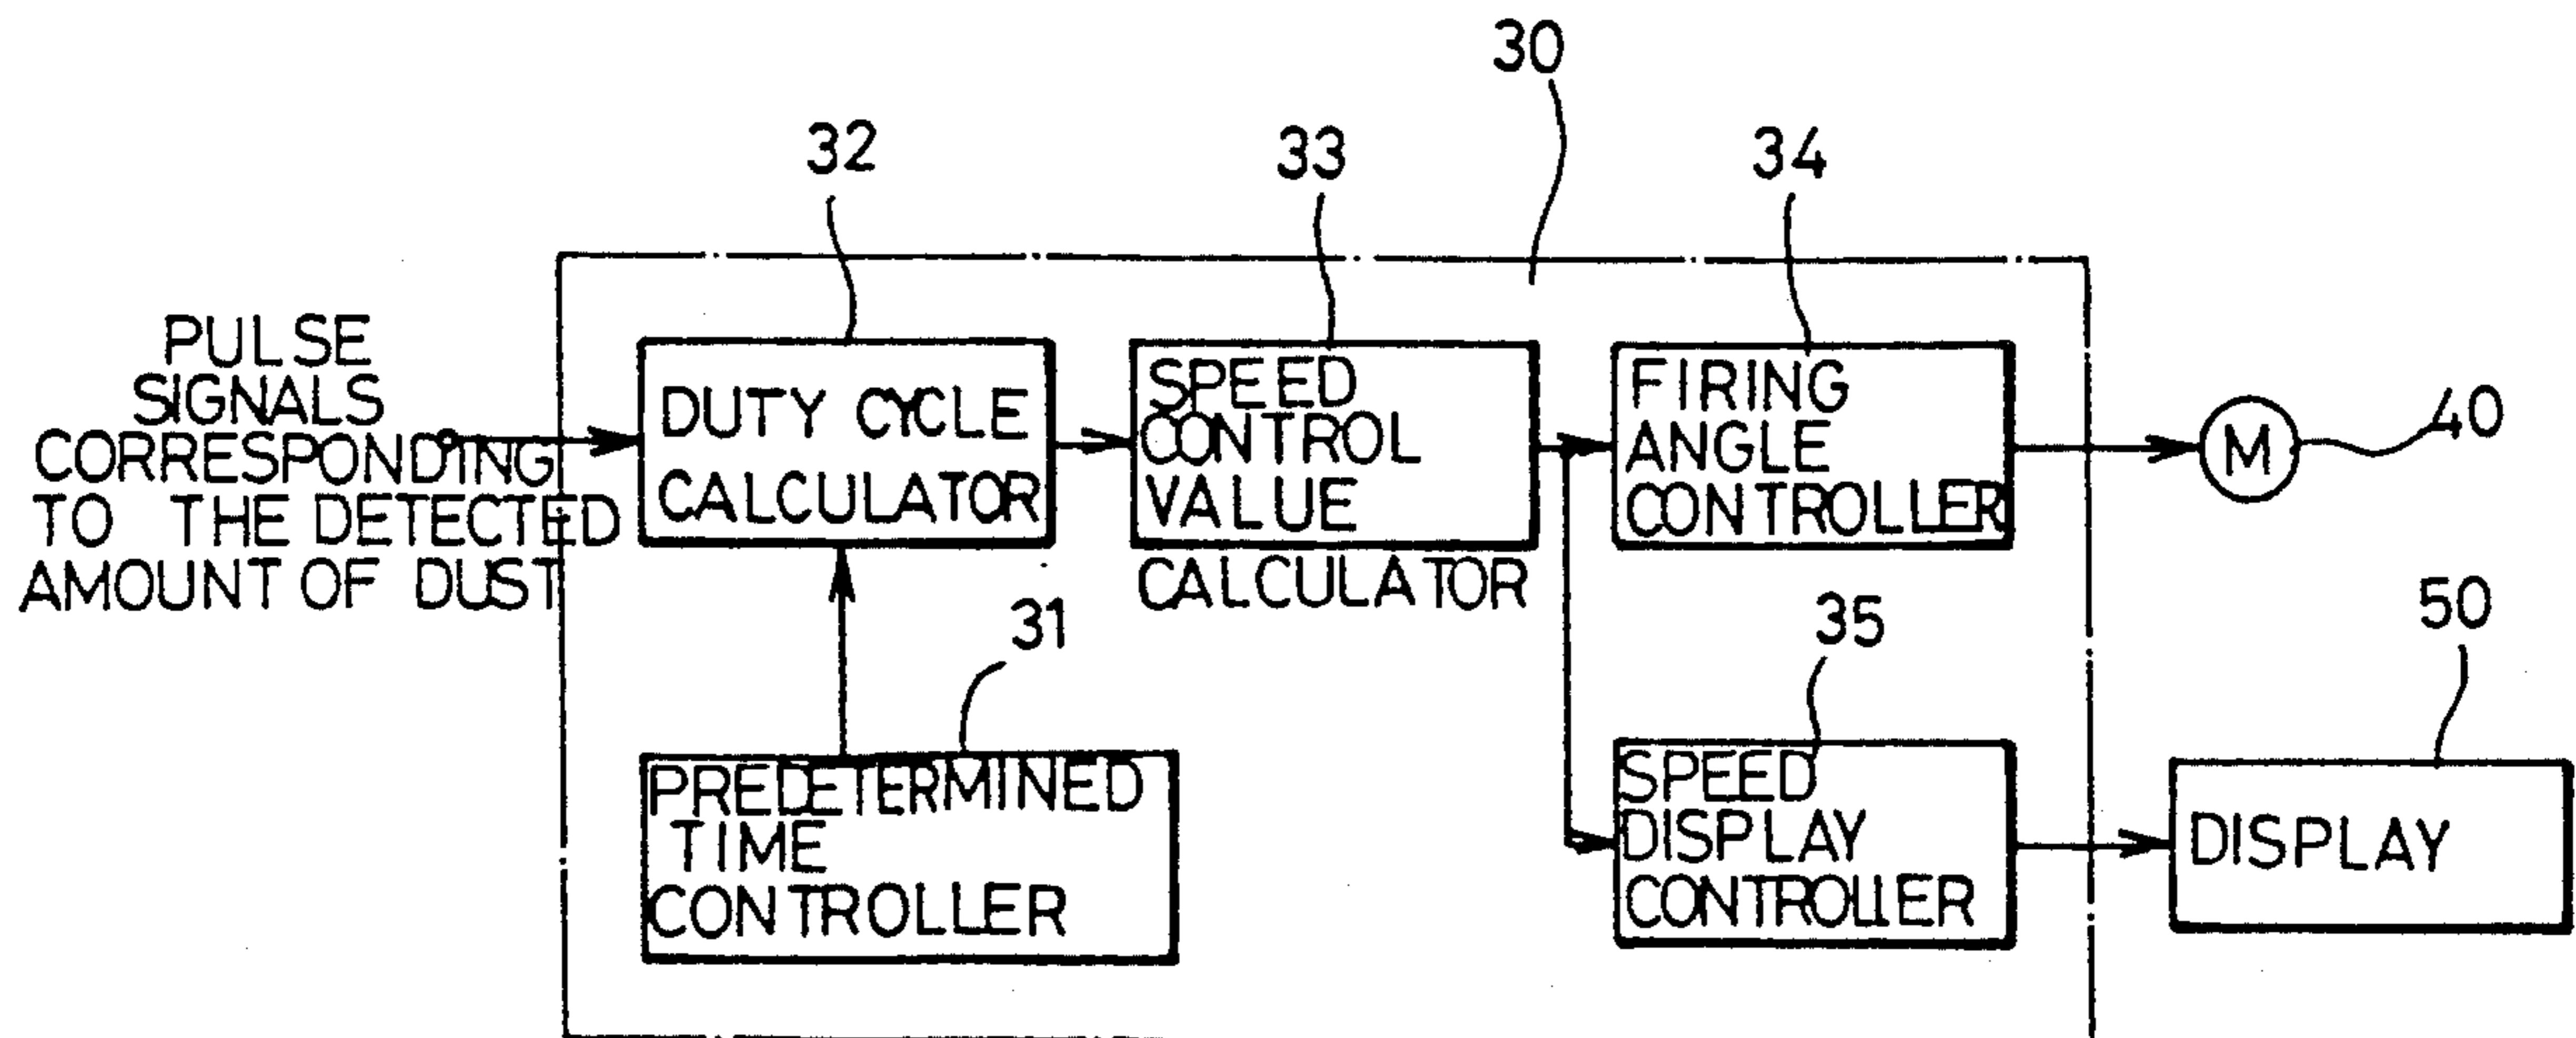 30
32
33
34
PULSE
SIGNALS
CORRESPONDING
TO THE DETECTED
AMOUNT OF DUST
DUTY CYCLE
CALCULATOR
SPEED
CONTROL
VALUE
CALCULATOR
FIRING
ANGLE
CONTROLLER
M
40
31
PREDETERMINED
TIME
CONTROLLER
35
SPEED
DISPLAY
CONTROLLER
50
DISPLAY